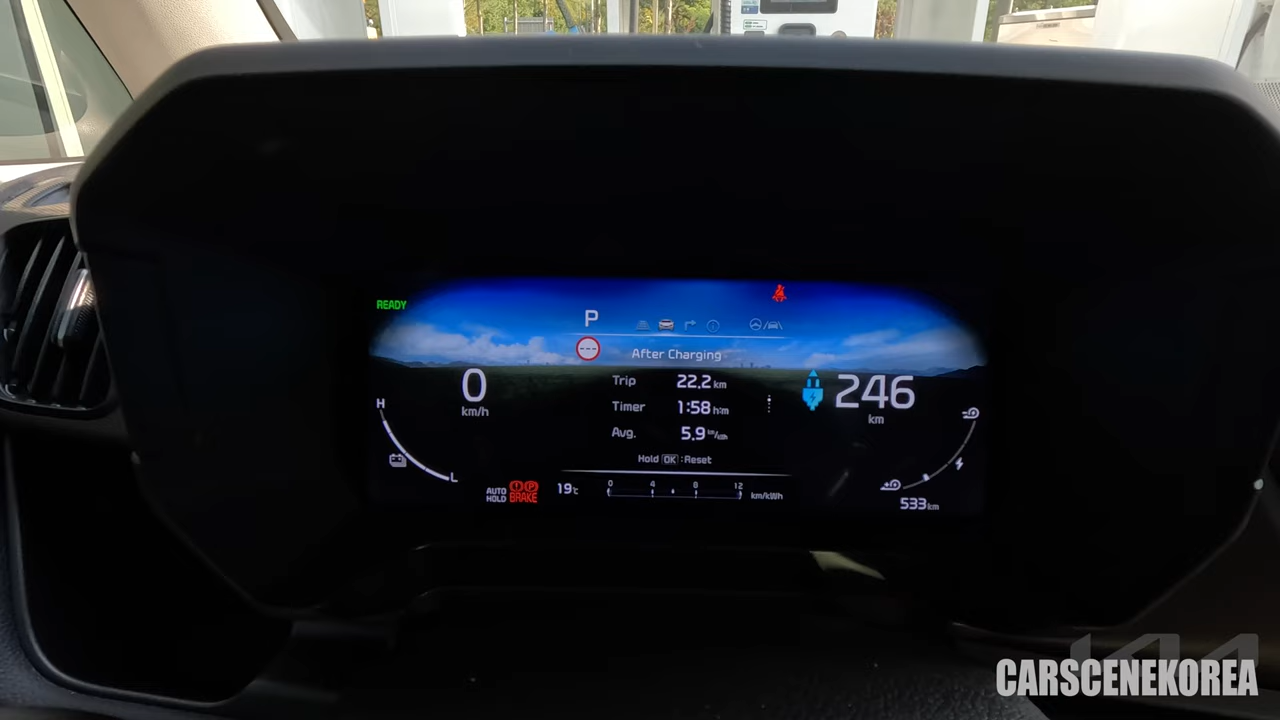 READY
P
After Charging
0
km/h
Trip 22.2 km
Timer 1:58 h:m
Avg. 5.9 km/kWh
Hold OK :Reset
246
km
H
L
AUTO HOLD
BRAKE
19℃
0 4 8 12 km/kWh
533 km
KIA
CARSCENEKOREA